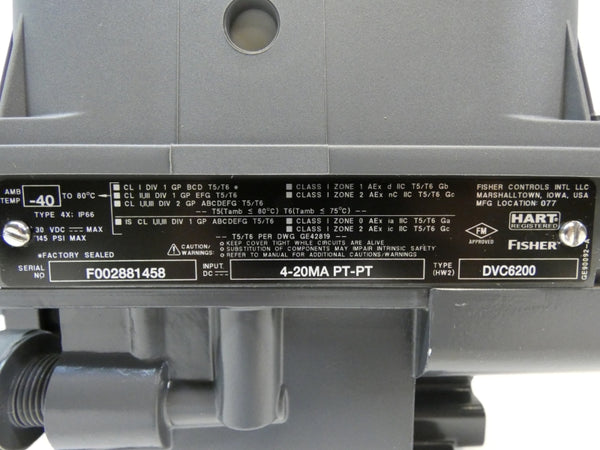 AMB TEMP -40 TO 80°C
TYPE 4X; IP66
30 VDC MAX
145 PSI MAX
*FACTORY SEALED
CL I DIV 1 GP BCD T5/T6 *
CL II,III DIV 1 GP EFG T5/T6
CL I,II,III DIV 2 GP ABCDEFG T5/T6
CLASS I ZONE 1 AEx d IIC T5/T6 Gb
CLASS I ZONE 2 AEx nC IIC T5/T6 Gc
-- T5(Tamb ≤ 80°C) T6(Tamb ≤ 75°C) --
IS CL I,II,III DIV 1 GP ABCDEFG T5/T6
CLASS I ZONE 0 AEx ia IIC T5/T6 Ga
CLASS I ZONE 2 AEx ic IIC T5/T6 Gc
-- T5/T6 PER DWG GE42819 --
CAUTION/WARNINGS
KEEP COVER TIGHT WHILE CIRCUITS ARE ALIVE
SUBSTITUTION OF COMPONENTS MAY IMPAIR INTRINSIC SAFETY
REFER TO MANUAL FOR ADDITIONAL CAUTIONS/WARNINGS
FISHER CONTROLS INTL LLC
MARSHALLTOWN, IOWA, USA
MFG LOCATION: 077
FM APPROVED
HART REGISTERED
FISHER
GE90092-A
SERIAL NO F002881458
INPUT DC 4-20MA PT-PT
TYPE (HW2) DVC6200